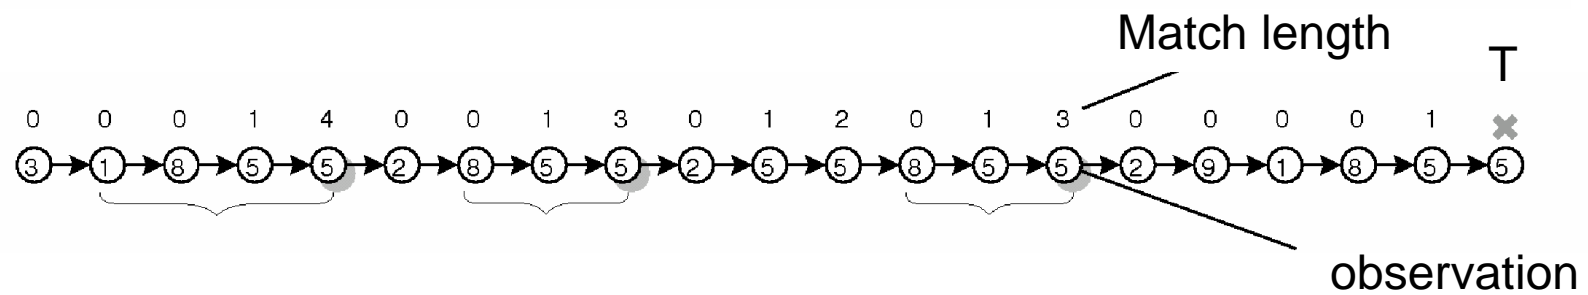 Match length
T
0 0 0 1 4 0 0 1 3 0 1 2 0 1 3 0 0 0 0 1
3 1 8 5 5 2 8 5 5 2 5 5 8 5 5 2 9 1 8 5 5
observation